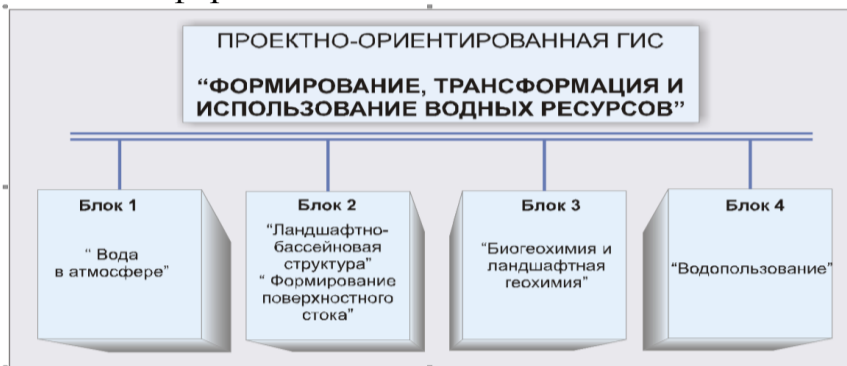 ПРОЕКТНО-ОРИЕНТИРОВАННАЯ ГИС
“ФОРМИРОВАНИЕ, ТРАНСФОРМАЦИЯ И
ИСПОЛЬЗОВАНИЕ ВОДНЫХ РЕСУРСОВ”
Блок 1
“ Вода
в атмосфере”
Блок 2
“Ландшафтно-
бассейновая
структура”
“ Формирование
поверхностного
стока”
Блок 3
“Биогеохимия и
ландшафтная
геохимия”
Блок 4
“Водопользование”